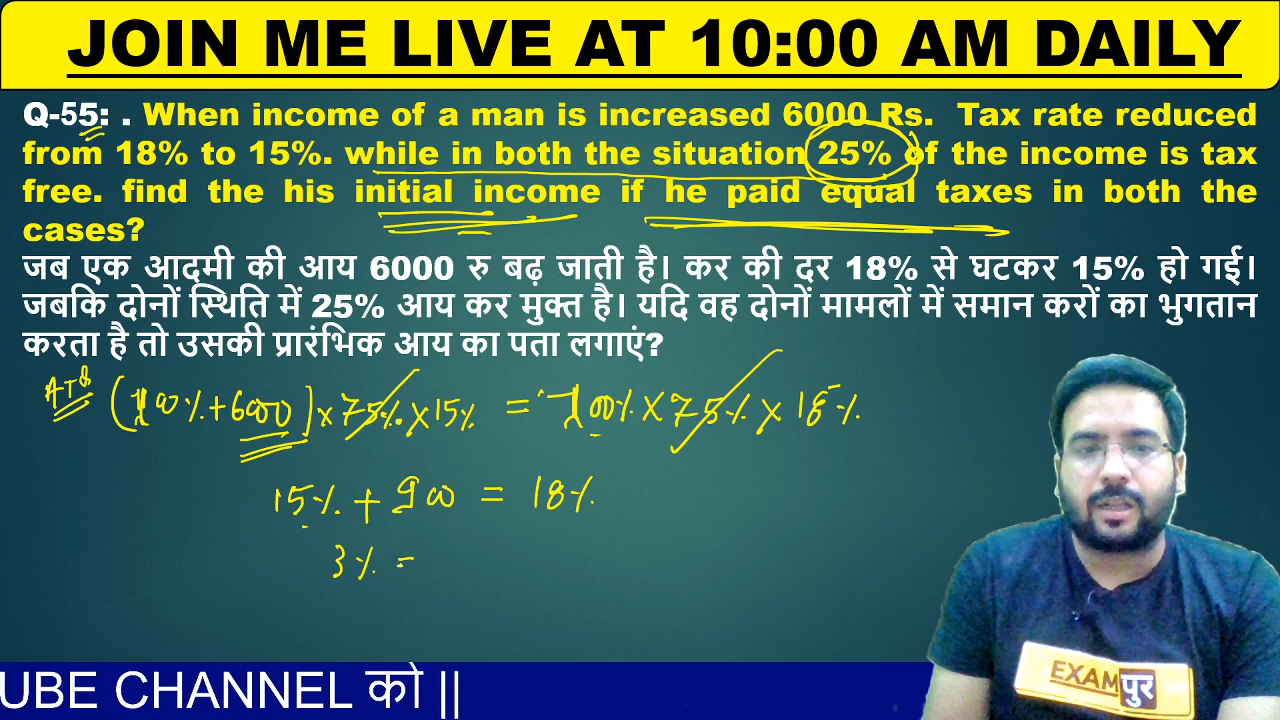 JOIN ME LIVE AT 10:00 AM DAILY
Q-55: . When income of a man is increased 6000 Rs. Tax rate reduced
from 18% to 15%. while in both the situation 25% of the income is tax
free. find the his initial income if he paid equal taxes in both the
cases?
जब एक आदमी की आय 6000 रु बढ़ जाती है। कर की दर 18% से घटकर 15% हो गई।
जबकि दोनों स्थिति में 25% आय कर मुक्त है। यदि वह दोनों मामलों में समान करों का भुगतान
करता है तो उसकी प्रारंभिक आय का पता लगाएं?
ATQ (100%+6000)×75%×15% = 100%×75%×18%
15% + 900 = 18%
3% =
EXAMपुर
UBE CHANNEL को ||